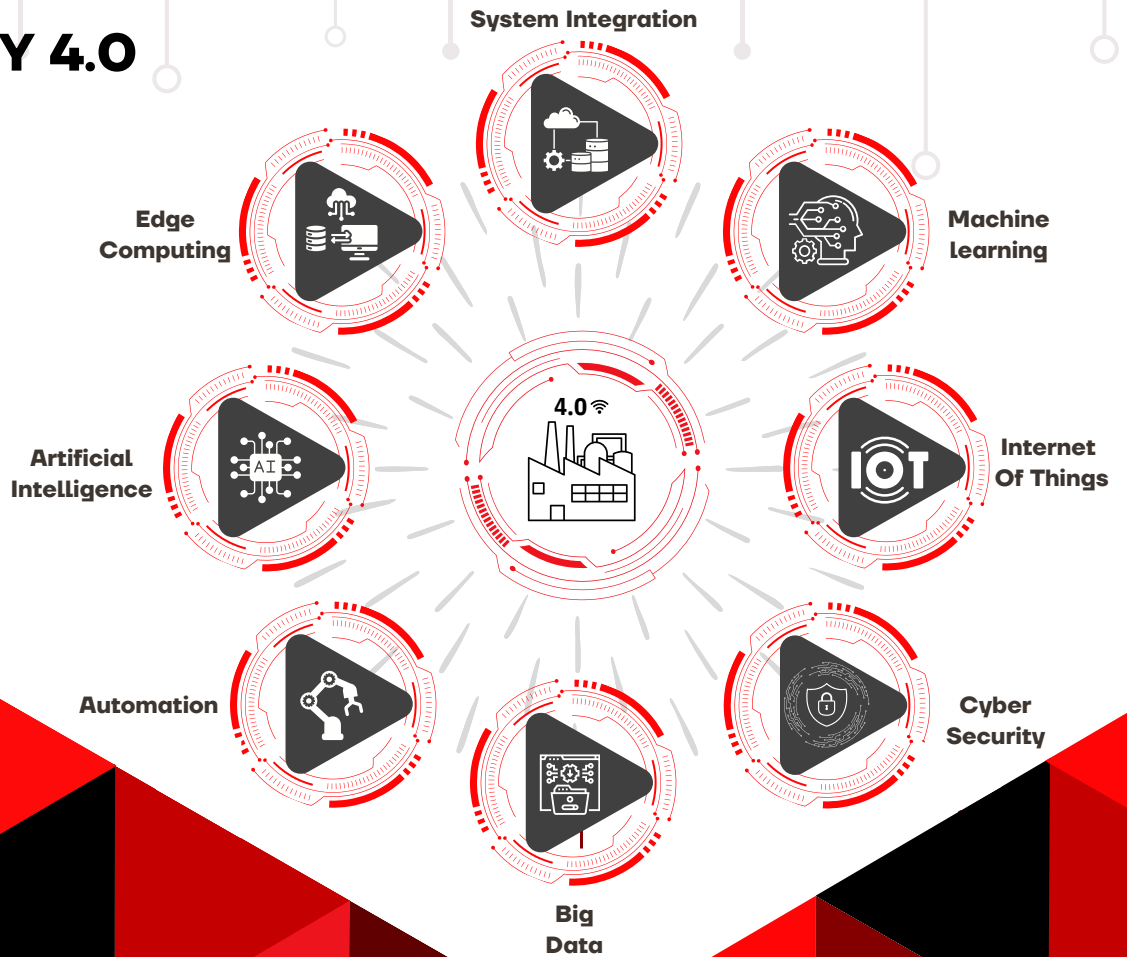 Y 4.0
System Integration
Edge
Computing
Machine
learning
4.0
Artificial
Intelligence
AI
IOT
Internet
Of Things
Automation
Cyber
Security
Big
Data